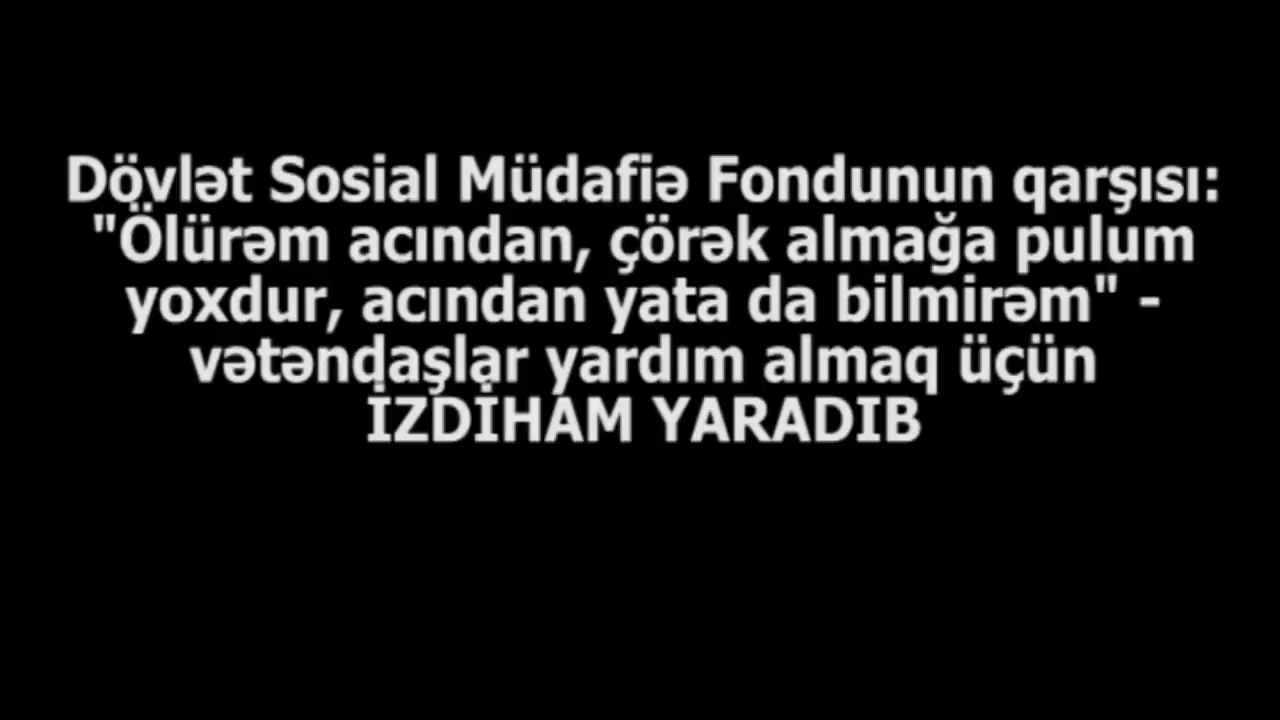 Dövlət Sosial Müdafiə Fondunun qarşısı:
"Ölürəm acından, çörək almağa pulum
yoxdur, acından yata da bilmirəm" -
vətəndaşlar yardım almaq üçün
İZDİHAM YARADIB